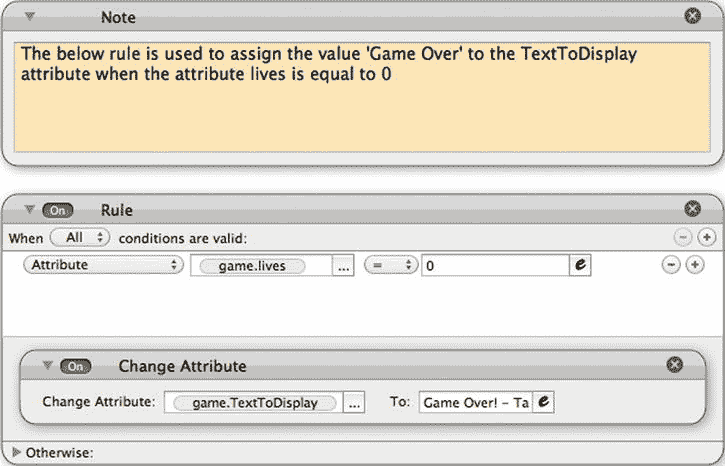 Note
The below rule is used to assign the value 'Game Over' to the TextToDisplay
attribute when the attribute lives is equal to 0
On Rule
When All conditions are valid:
Attribute game.lives ... = 0 e
On Change Attribute
Change Attribute: game.TextToDisplay ... To: Game Over! - Ta e
Otherwise: